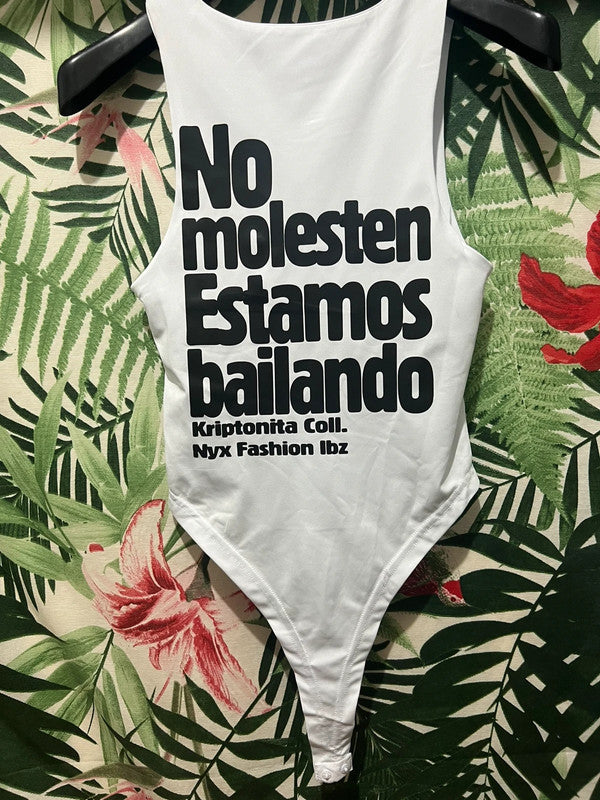 No
molesten
Estamos
bailando
Kriptonita Coll.
Nyx Fashion Ibz